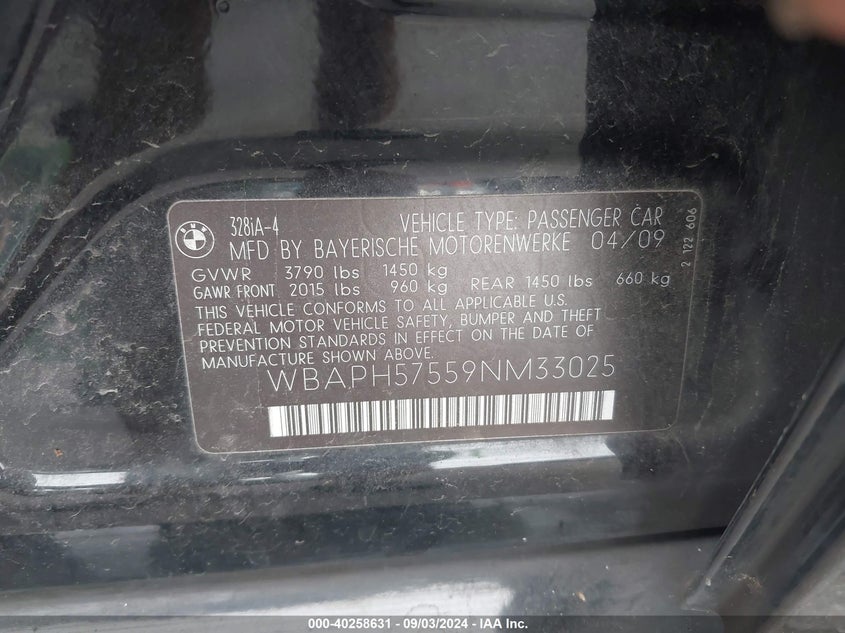 328iA-4 VEHICLE TYPE: PASSENGER CAR
MFD BY BAYERISCHE MOTORENWERKE 04/09
GVWR 3790 lbs 1450 kg
GAWR FRONT 2015 lbs 960 kg REAR 1450 lbs 660 kg
THIS VEHICLE CONFORMS TO ALL APPLICABLE U.S.
FEDERAL MOTOR VEHICLE SAFETY, BUMPER AND THEFT
PREVENTION STANDARDS IN EFFECT ON THE DATE OF
MANUFACTURE SHOWN ABOVE.
WBAPH57559NM33025
2 122 606
000-40258631 - 09/03/2024 - IAA Inc.